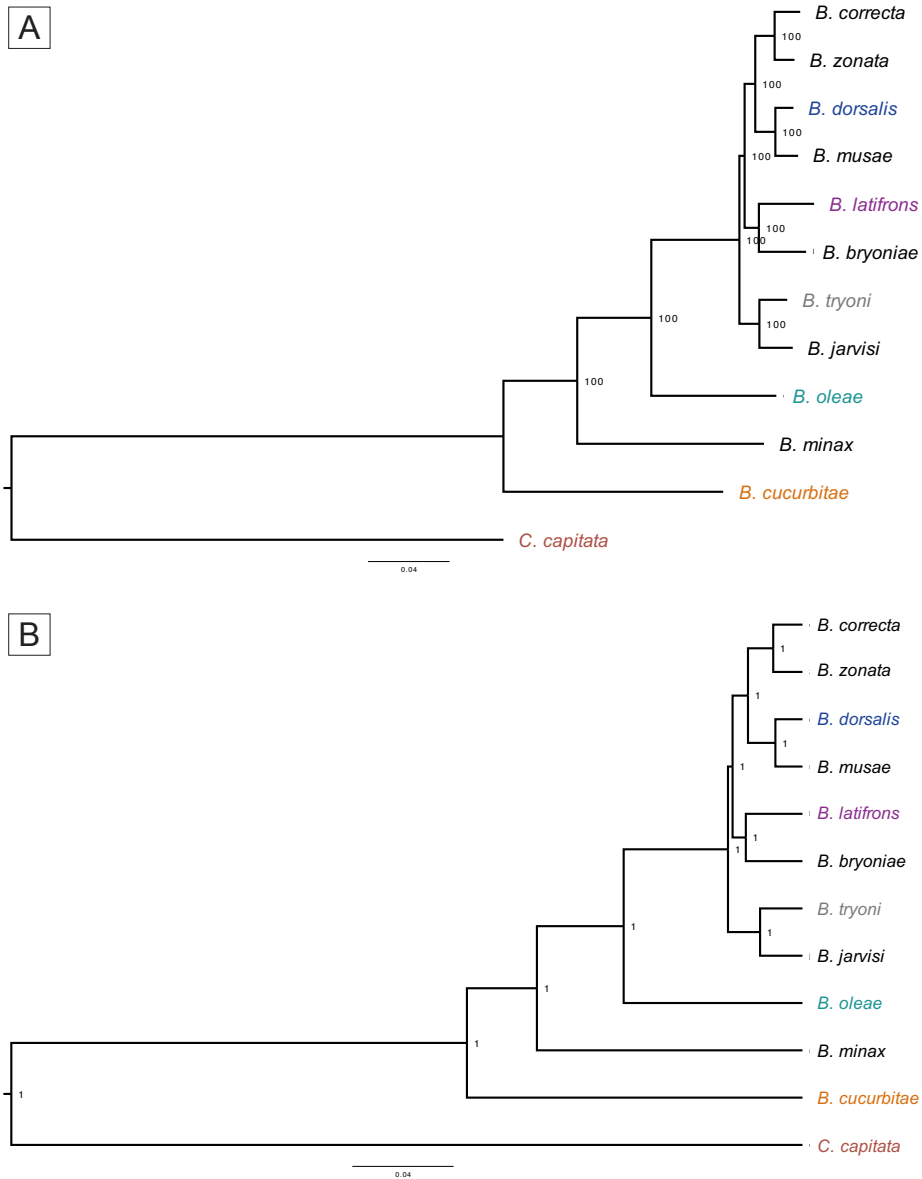 A
B. correcta
100
B. zonata
100
B. dorsalis
100
B. musae
100
B. latifrons
100
100
B. bryoniae
B. tryoni
100
B. jarvisi
100
B. oleae
100
B. minax
B. cucurbitae
C. capitata
0.04
B
B. correcta
1
B. zonata
1
B. dorsalis
1
B. musae
1
B. latifrons
1
1
B. bryoniae
B. tryoni
1
B. jarvisi
1
B. oleae
1
B. minax
1
B. cucurbitae
1
C. capitata
0.04